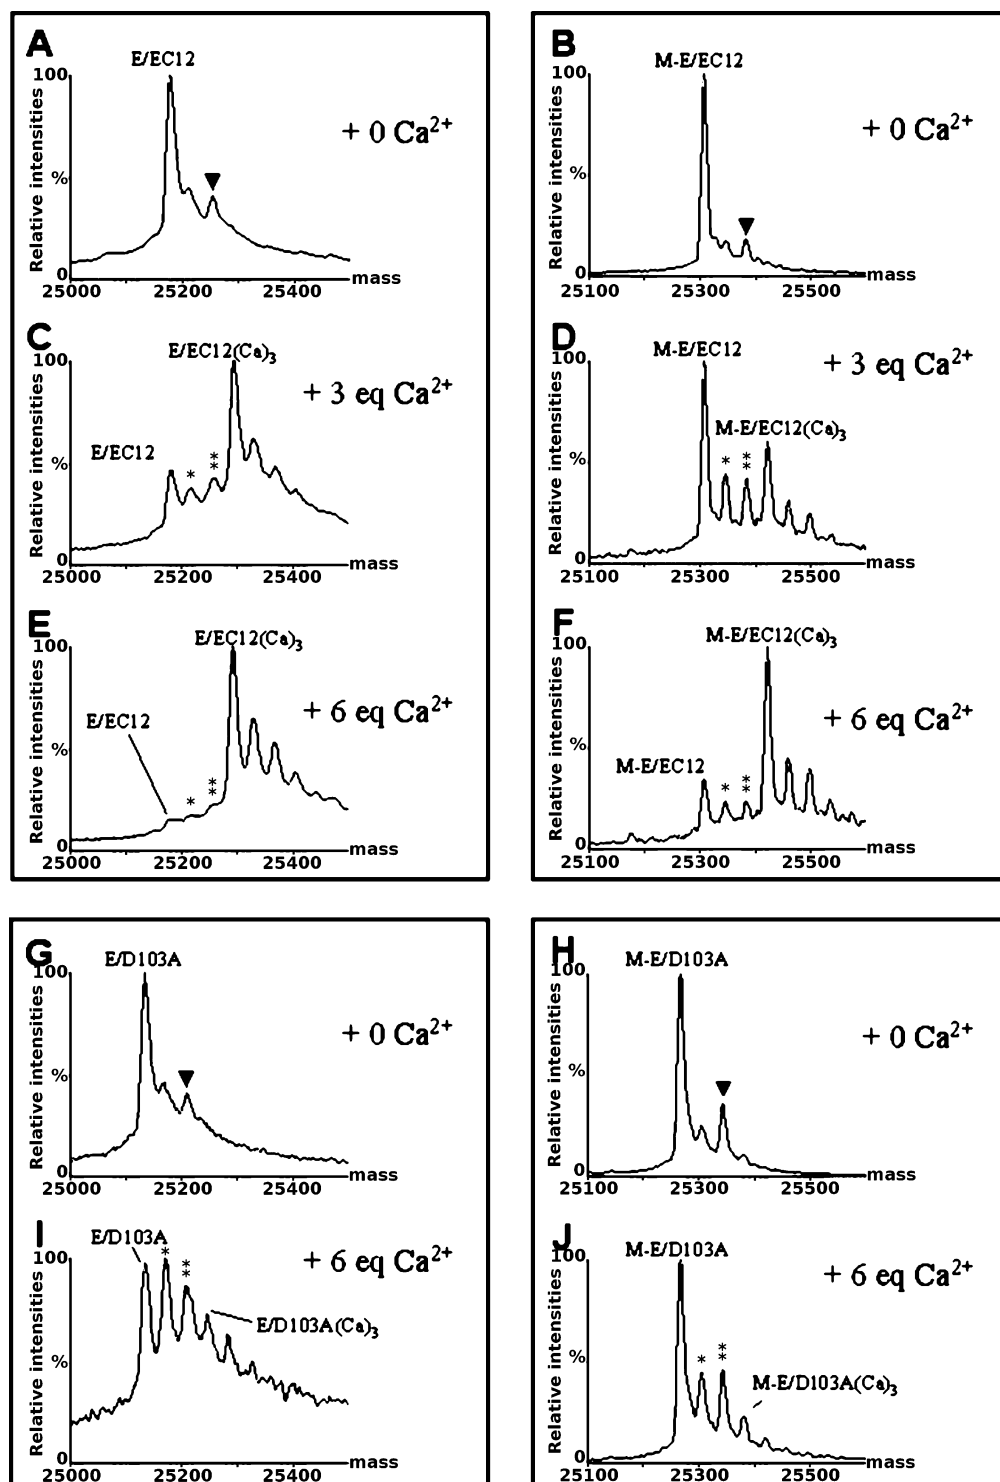 A
E/EC12
+ 0 Ca²⁺
Relative intensities
100
%
0
25000 25200 25400 mass
B
M-E/EC12
+ 0 Ca²⁺
Relative intensities
100
%
0
25100 25300 25500 mass
C
E/EC12(Ca)₃
+ 3 eq Ca²⁺
E/EC12
*
**
Relative intensities
100
%
0
25000 25200 25400 mass
D
M-E/EC12
+ 3 eq Ca²⁺
M-E/EC12(Ca)₃
*
**
Relative intensities
100
%
0
25100 25300 25500 mass
E
E/EC12(Ca)₃
+ 6 eq Ca²⁺
E/EC12
*
**
Relative intensities
100
%
0
25000 25200 25400 mass
F
M-E/EC12(Ca)₃
+ 6 eq Ca²⁺
M-E/EC12
*
**
Relative intensities
100
%
0
25100 25300 25500 mass
G
E/D103A
+ 0 Ca²⁺
Relative intensities
100
%
0
25000 25200 25400 mass
H
M-E/D103A
+ 0 Ca²⁺
Relative intensities
100
%
0
25100 25300 25500 mass
I
E/D103A
*
**
+ 6 eq Ca²⁺
E/D103A(Ca)₃
Relative intensities
100
%
0
25000 25200 25400 mass
J
M-E/D103A
+ 6 eq Ca²⁺
*
**
M-E/D103A(Ca)₃
Relative intensities
100
%
0
25100 25300 25500 mass